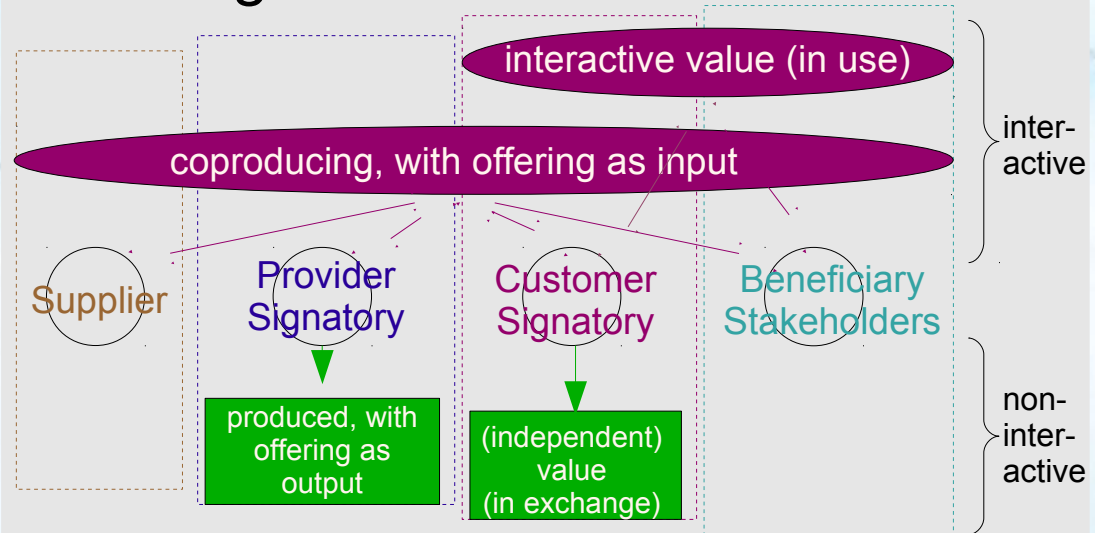 interactive value (in use)
coproducing, with offering as input
inter-
active
Supplier
Provider
Signatory
Customer
Signatory
Beneficiary
Stakeholders
produced, with
offering as
output
(independent)
value
(in exchange)
non-
inter-
active